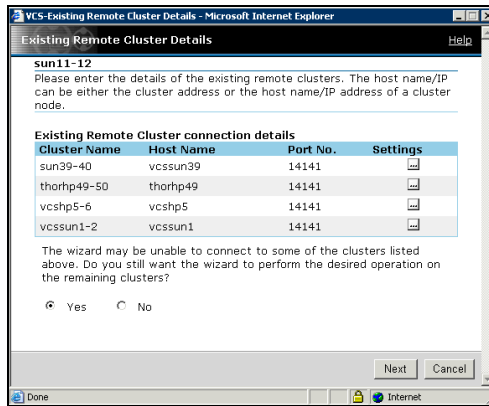 VCS-Existing Remote Cluster Details - Microsoft Internet Explorer
Existing Remote Cluster Details Help
sun11-12
Please enter the details of the existing remote clusters. The host name/IP
can be either the cluster address or the host name/IP address of a cluster
node.
Existing Remote Cluster connection details
Cluster Name Host Name Port No. Settings
sun39-40 vcssun39 14141 ...
thorhp49-50 thorhp49 14141 ...
vcshp5-6 vcshp5 14141 ...
vcssun1-2 vcssun1 14141 ...
The wizard may be unable to connect to some of the clusters listed
above. Do you still want the wizard to perform the desired operation on
the remaining clusters?
Yes No
Next Cancel
Done Internet